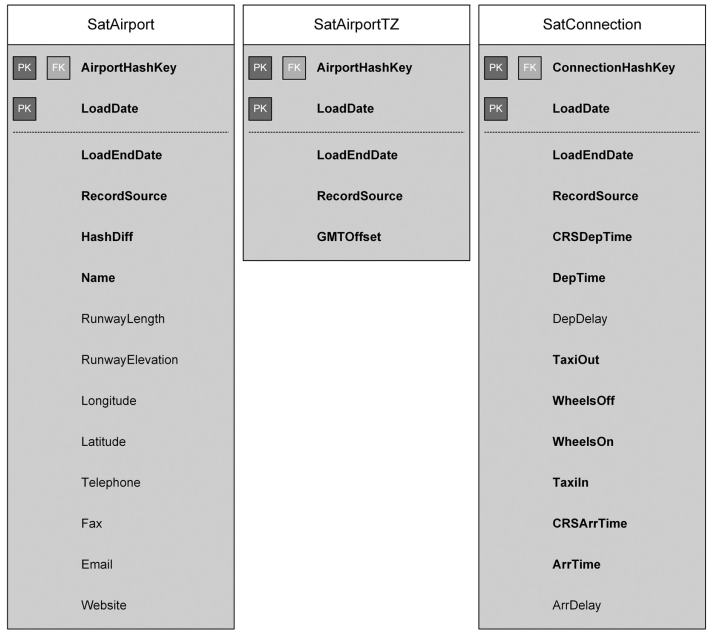 SatAirport
PK FK AirportHashKey
PK LoadDate
LoadEndDate
RecordSource
HashDiff
Name
RunwayLength
RunwayElevation
Longitude
Latitude
Telephone
Fax
Email
Website
SatAirportTZ
PK FK AirportHashKey
PK LoadDate
LoadEndDate
RecordSource
GMTOffset
SatConnection
PK FK ConnectionHashKey
PK LoadDate
LoadEndDate
RecordSource
CRSDepTime
DepTime
DepDelay
TaxiOut
WheelsOff
WheelsOn
TaxiIn
CRSArrTime
ArrTime
ArrDelay